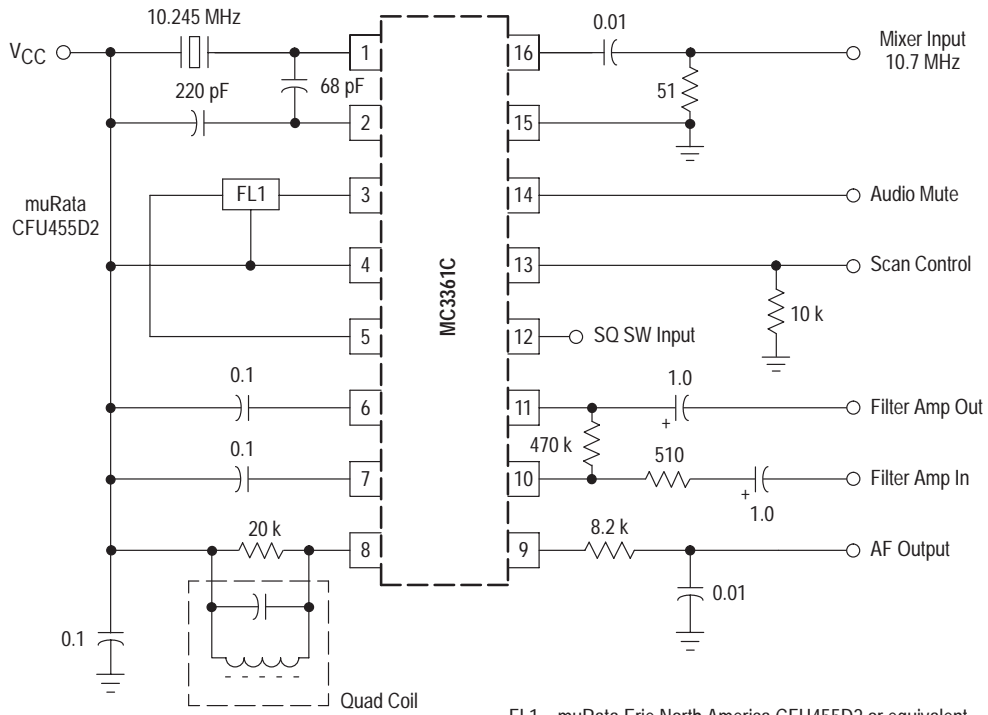 10.245 MHz
VCC
220 pF
68 pF
muRata
CFU455D2
FL1
0.1
0.1
20 k
0.1
Quad Coil
1
2
3
4
5
6
7
8
MC3361C
16
15
14
13
12
11
10
9
0.01
51
Mixer Input
10.7 MHz
Audio Mute
Scan Control
10 k
SQ SW Input
1.0
+
Filter Amp Out
470 k
510
+
1.0
Filter Amp In
8.2 k
AF Output
0.01